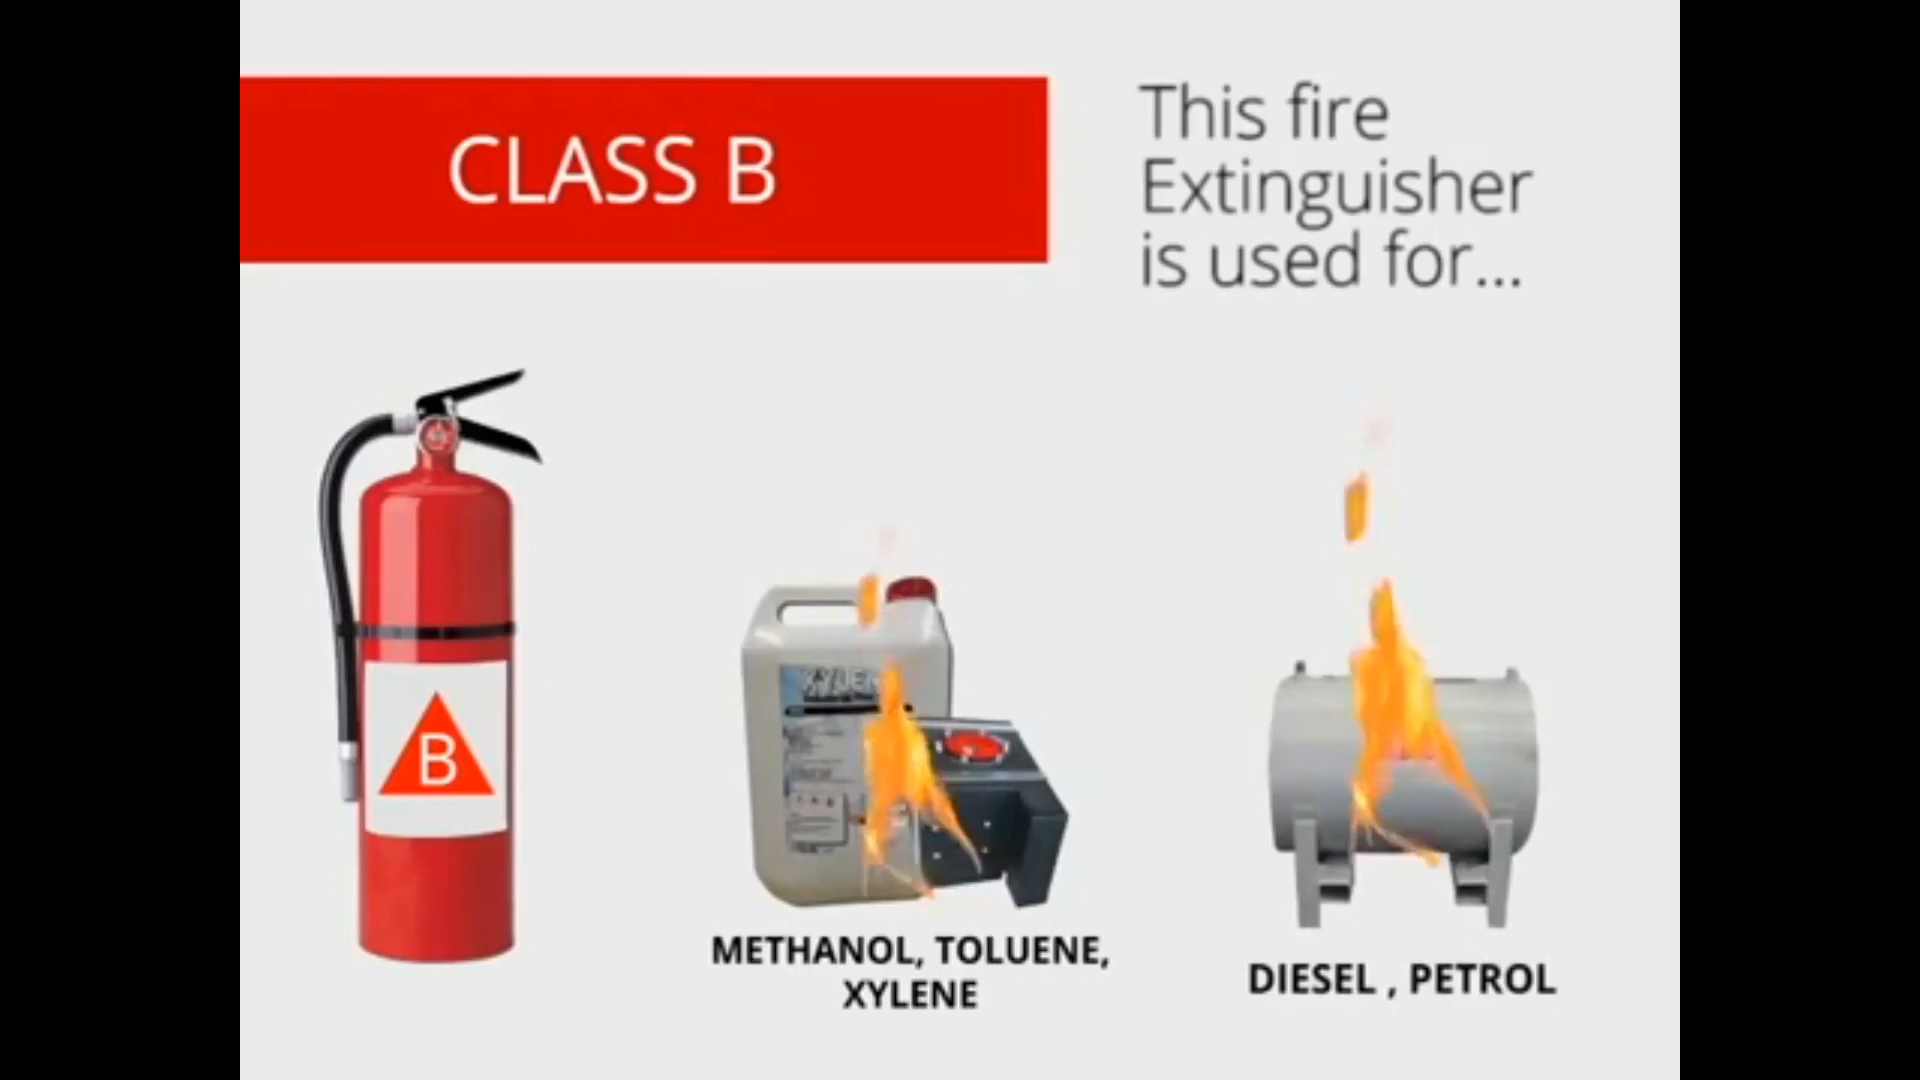 CLASS B
This fire
Extinguisher
is used for...
B
METHANOL, TOLUENE,
XYLENE
DIESEL , PETROL